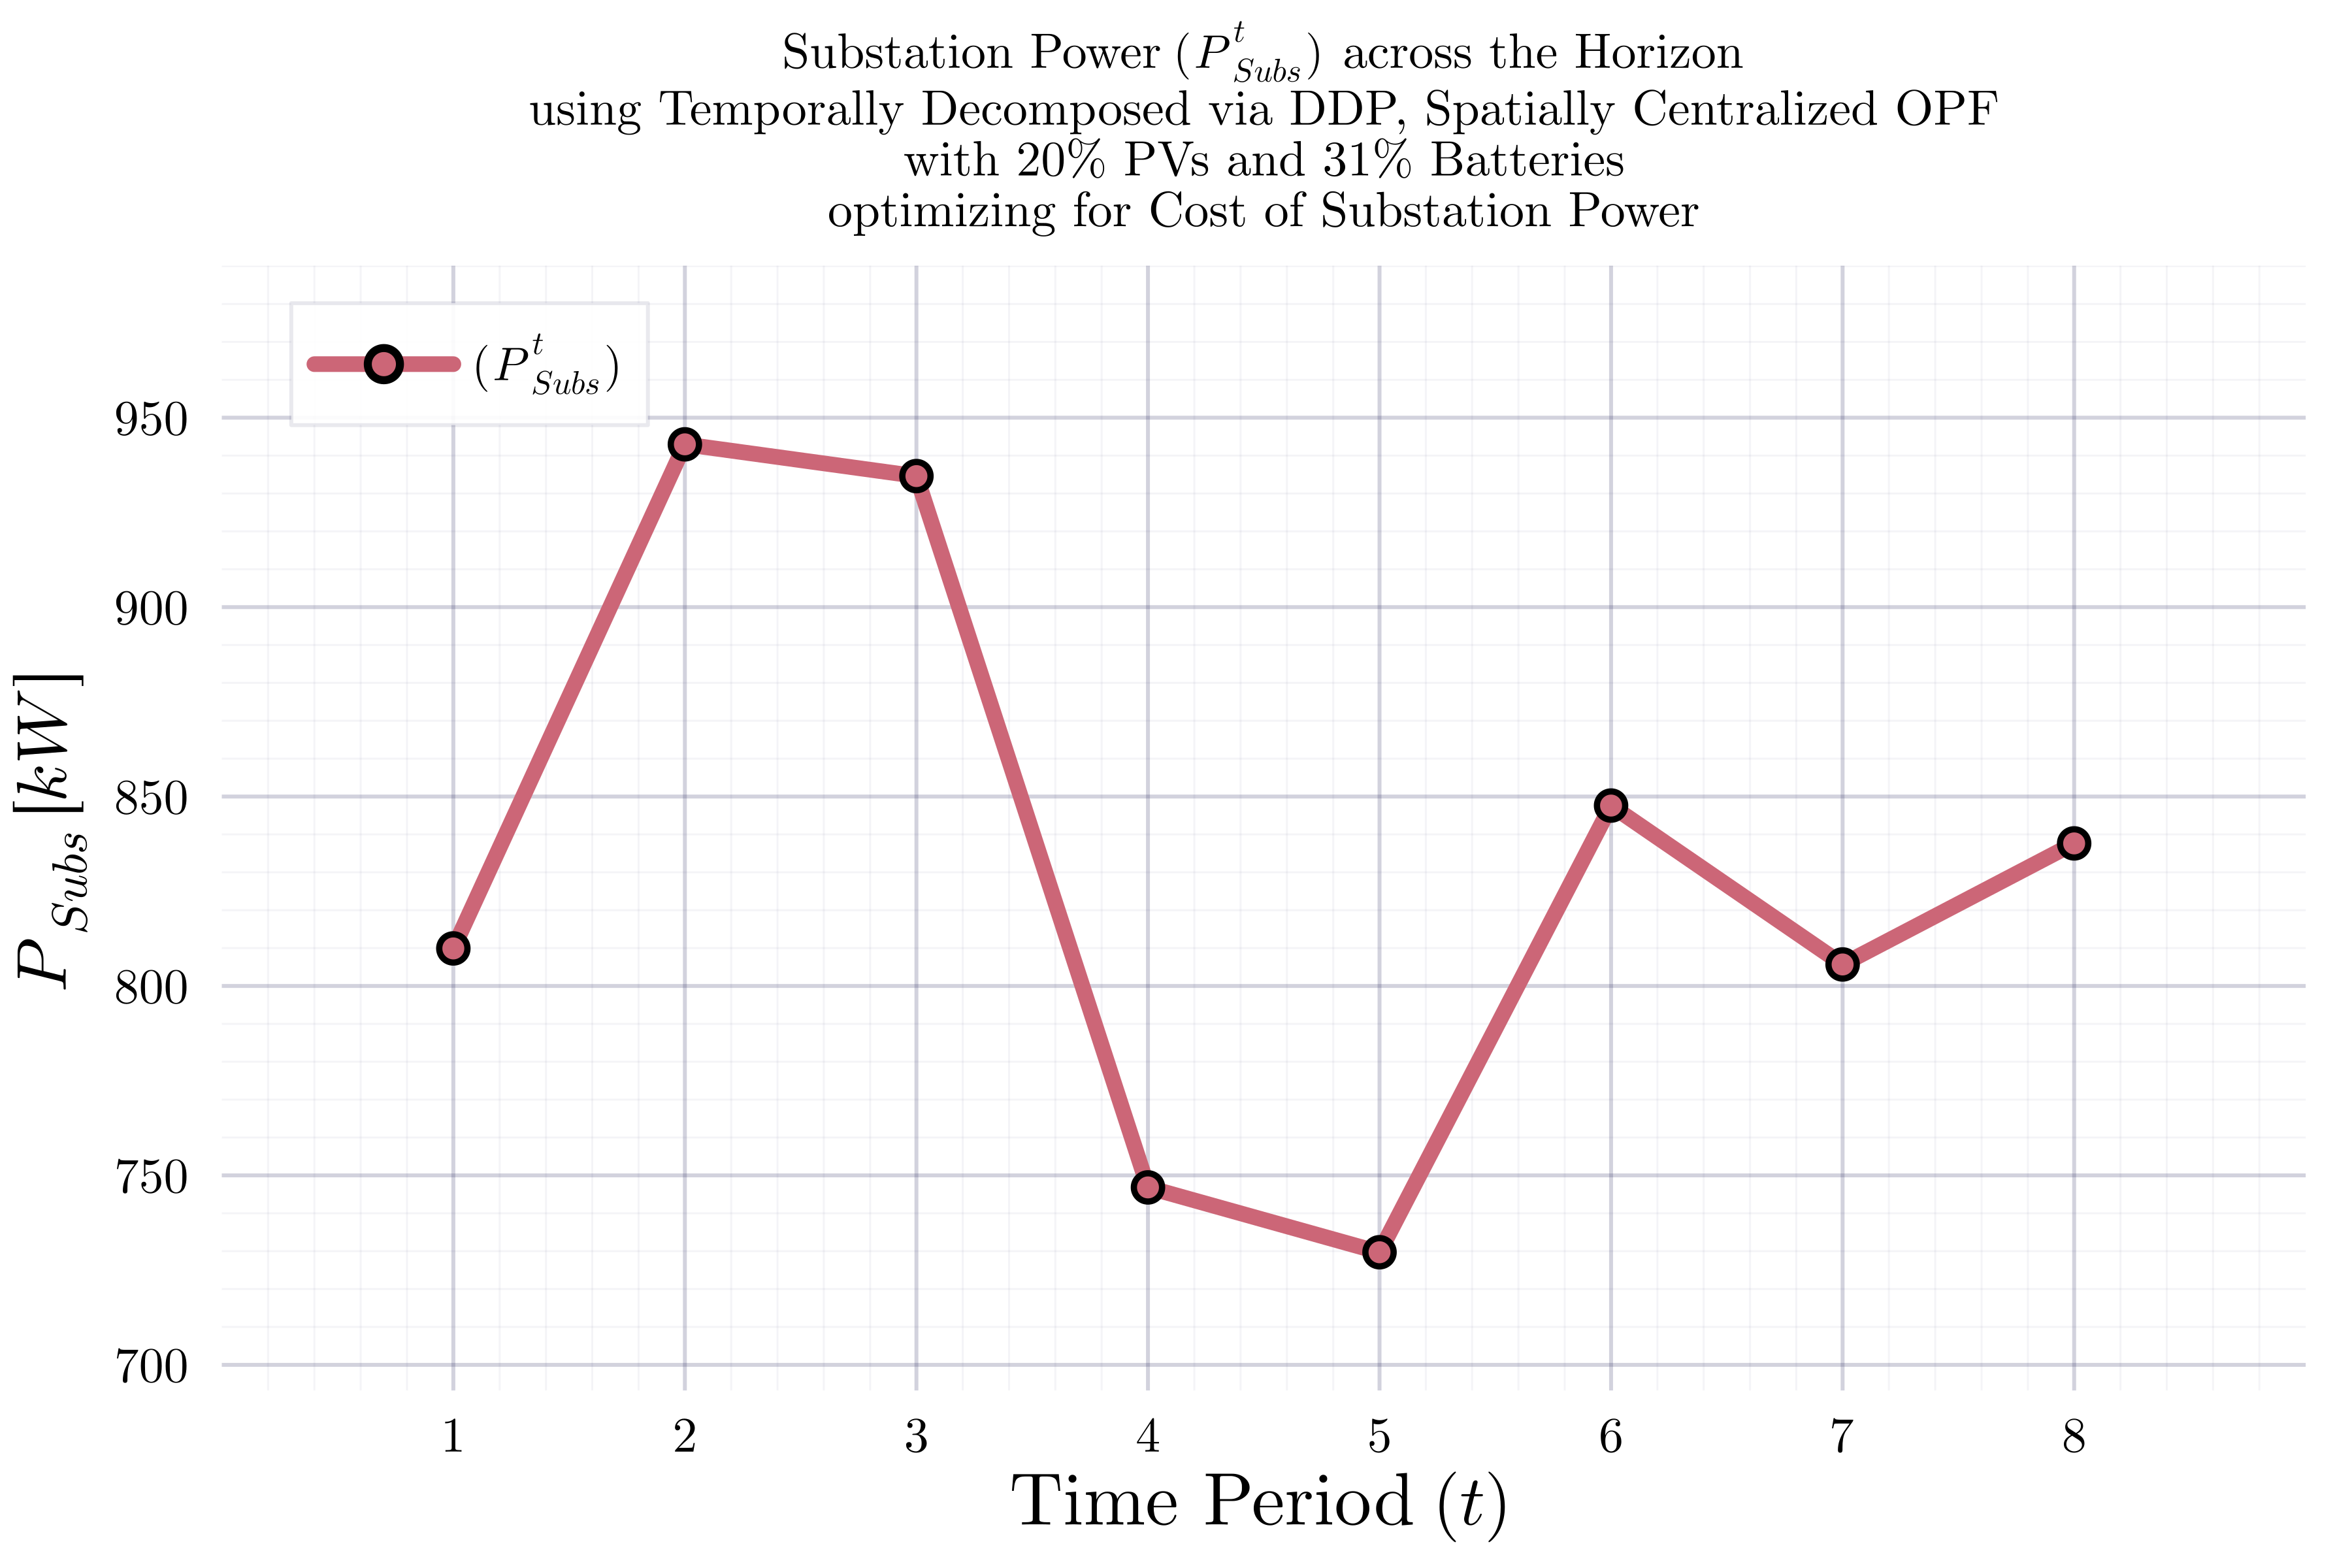 Substation Power (P^t_Subs) across the Horizon
using Temporally Decomposed via DDP, Spatially Centralized OPF
with 20% PVs and 31% Batteries
optimizing for Cost of Substation Power
(P^t_Subs)
950
900
850
800
750
700
P_Subs [kW]
1 2 3 4 5 6 7 8
Time Period (t)